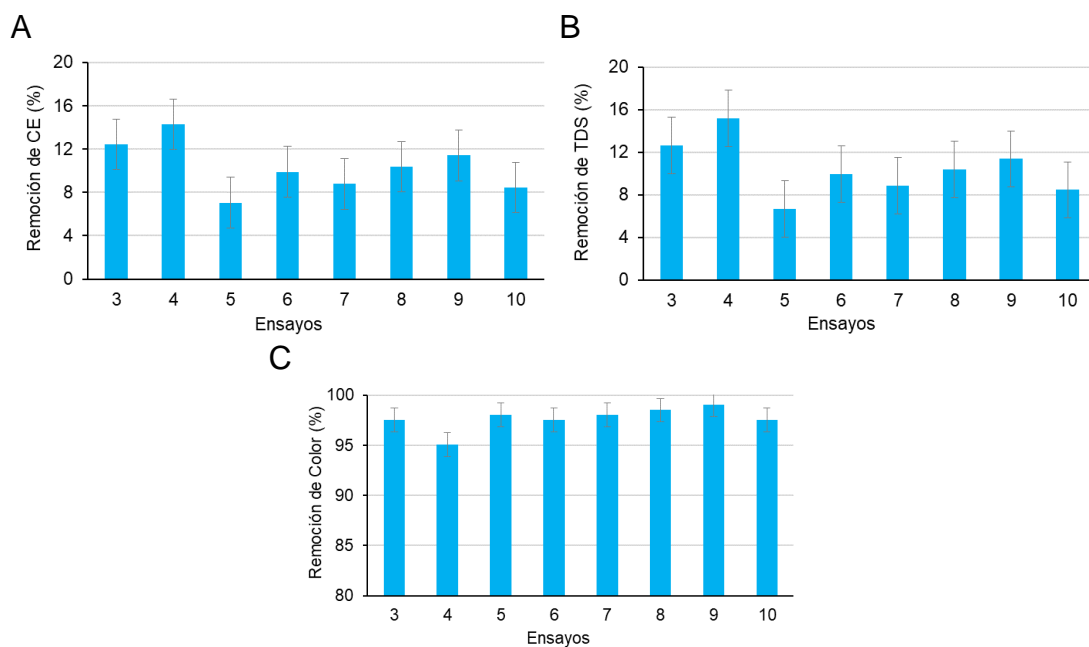 A
20
16
12
8
4
0
Remoción de CE (%)
3 4 5 6 7 8 9 10
Ensayos
B
20
16
12
8
4
0
Remoción de TDS (%)
3 4 5 6 7 8 9 10
Ensayos
C
100
95
90
85
80
Remoción de Color (%)
3 4 5 6 7 8 9 10
Ensayos